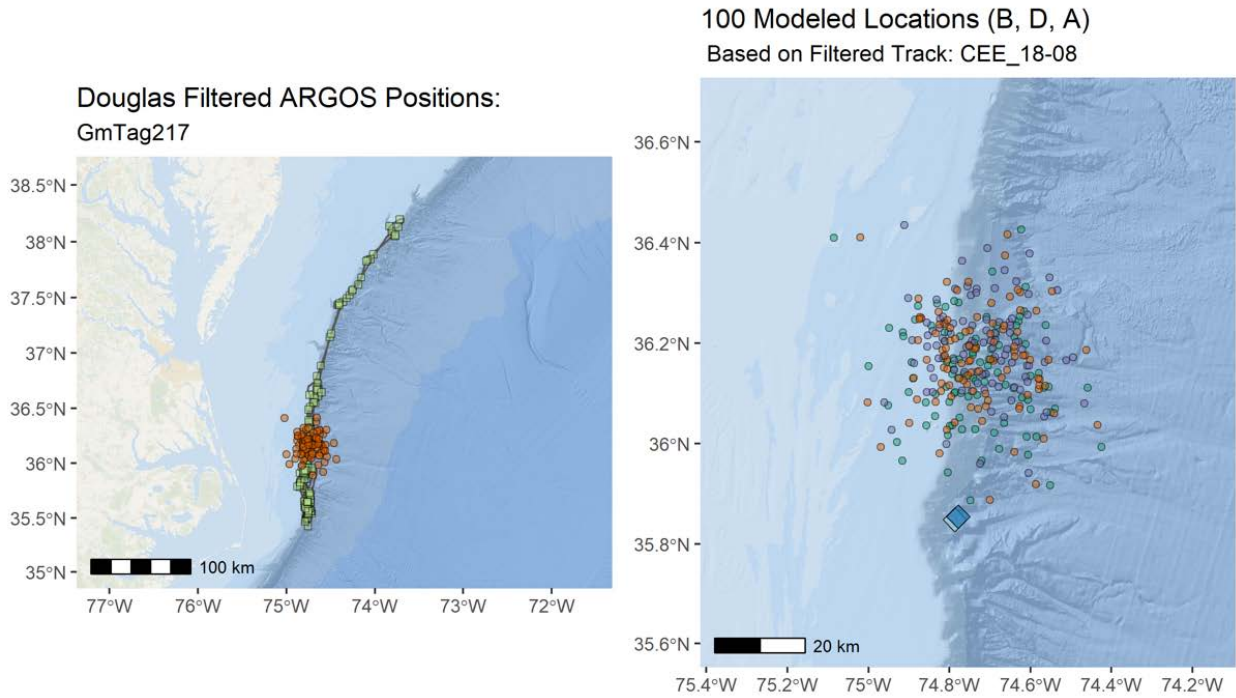 Douglas Filtered ARGOS Positions:
GmTag217
38.5°N
38°N
37.5°N
37°N
36.5°N
36°N
35.5°N
35°N
100 km
77°W 76°W 75°W 74°W 73°W 72°W
100 Modeled Locations (B, D, A)
Based on Filtered Track: CEE_18-08
36.6°N
36.4°N
36.2°N
36°N
35.8°N
35.6°N
20 km
75.4°W 75.2°W 75°W 74.8°W 74.6°W 74.4°W 74.2°W